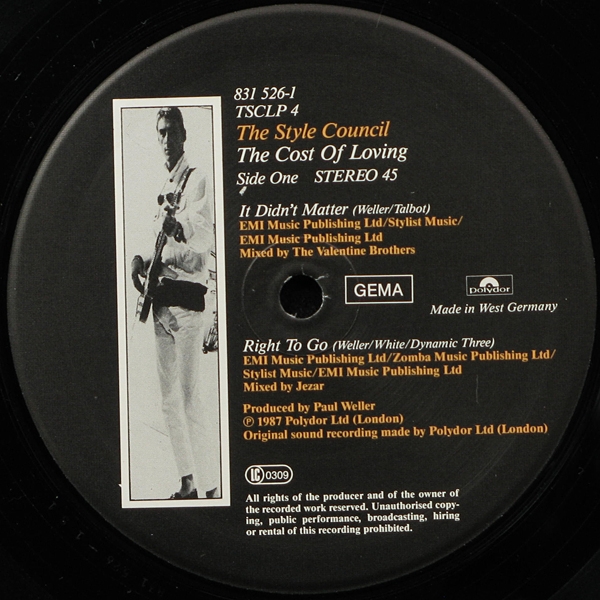 831 526-1
TSCLP 4
The Style Council
The Cost Of Loving
Side One STEREO 45
It Didn't Matter (Weller/Talbot)
EMI Music Publishing Ltd/Stylist Music/
EMI Music Publishing Ltd
Mixed by The Valentine Brothers
GEMA
polydor
Made in West Germany
Right To Go (Weller/White/Dynamic Three)
EMI Music Publishing Ltd/Zomba Music Publishing Ltd/
Stylist Music/EMI Music Publishing Ltd
Mixed by Jezar
Produced by Paul Weller
℗ 1987 Polydor Ltd (London)
Original sound recording made by Polydor Ltd (London)
LC 0309
All rights of the producer and of the owner of
the recorded work reserved. Unauthorised copy-
ing, public performance, broadcasting, hiring
or rental of this recording prohibited.